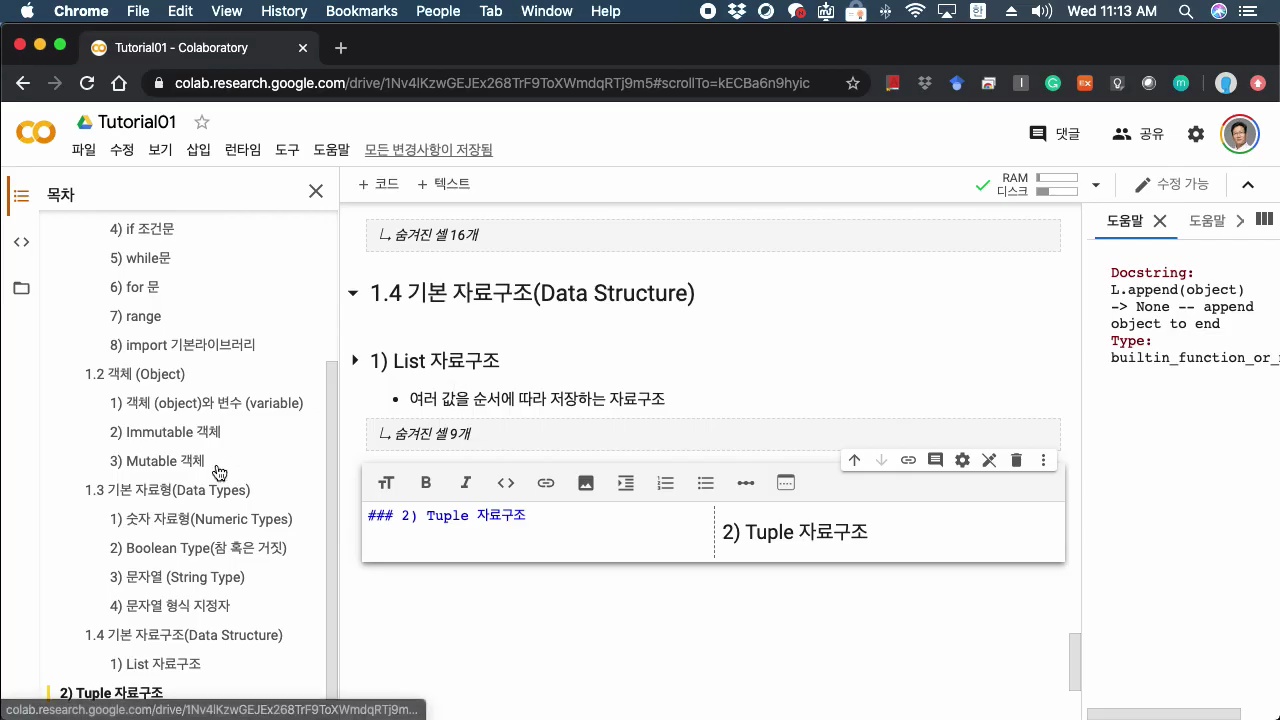 Chrome File Edit View History Bookmarks People Tab Window Help 한 Wed 11:13 AM
Tutorial01 - Colaboratory
colab.research.google.com/drive/1Nv4lKzwGEJEx268TrF9ToXWmdqRTj9m5#scrollTo=kECBa6n9hyic
Tutorial01
파일 수정 보기 삽입 런타임 도구 도움말 모든 변경사항이 저장됨
댓글 공유
목차
+ 코드 + 텍스트
RAM
디스크
수정 가능
4) if 조건문
5) while문
6) for 문
7) range
8) import 기본라이브러리
1.2 객체 (Object)
1) 객체 (object)와 변수 (variable)
2) Immutable 객체
3) Mutable 객체
1.3 기본 자료형(Data Types)
1) 숫자 자료형(Numeric Types)
2) Boolean Type(참 혹은 거짓)
3) 문자열 (String Type)
4) 문자열 형식 지정자
1.4 기본 자료구조(Data Structure)
1) List 자료구조
2) Tuple 자료구조
colab.research.google.com/drive/1Nv4lKzwGEJEx268TrF9ToXWmdqRTj9m...
숨겨진 셀 16개
1.4 기본 자료구조(Data Structure)
1) List 자료구조
• 여러 값을 순서에 따라 저장하는 자료구조
숨겨진 셀 9개
### 2) Tuple 자료구조
2) Tuple 자료구조
도움말 도움말
Docstring:
L.append(object)
-> None -- append
object to end
Type:
builtin_function_or_